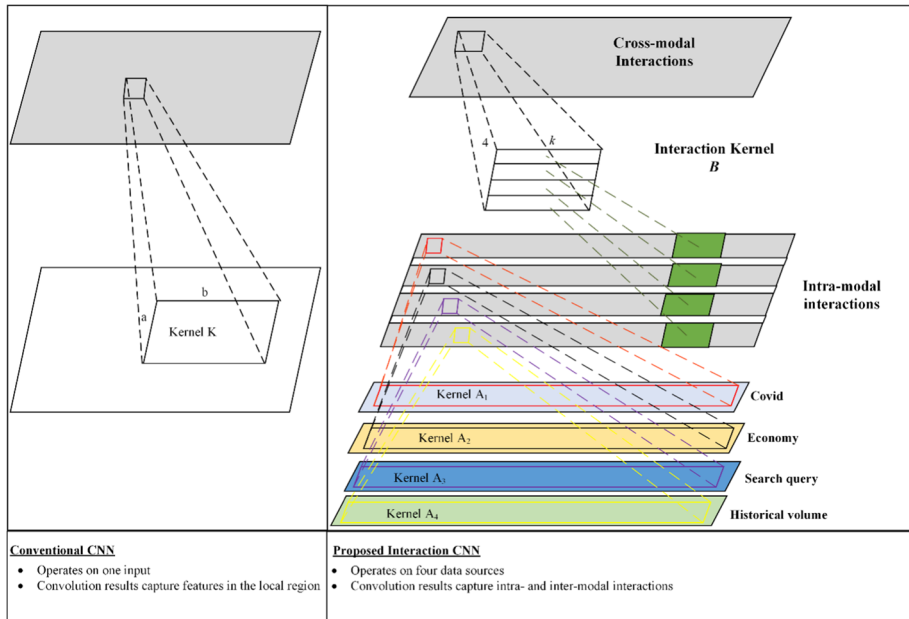 b
a
Kernel K
Cross-modal
Interactions
4
k
Interaction Kernel
B
Intra-modal
interactions
Kernel A₁
Covid
Kernel A₂
Economy
Kernel A₃
Search query
Kernel A₄
Historical volume
Conventional CNN
• Operates on one input
• Convolution results capture features in the local region
Proposed Interaction CNN
• Operates on four data sources
• Convolution results capture intra- and inter-modal interactions